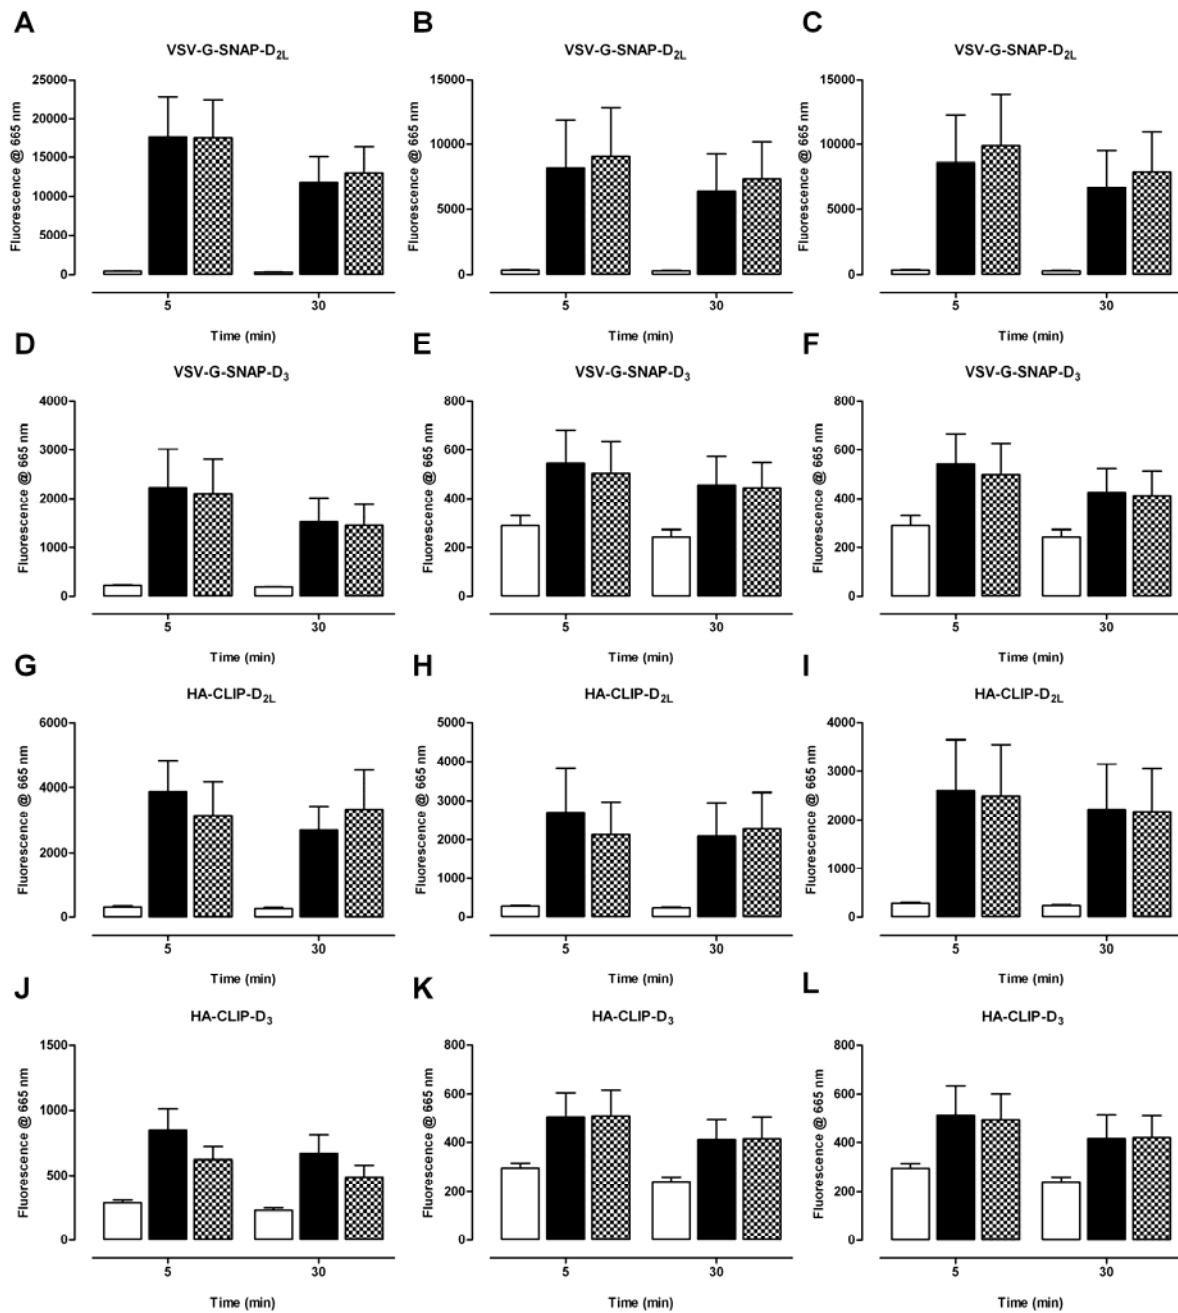 A
VSV-G-SNAP-D2L
Fluorescence @ 665 nm
25000
20000
15000
10000
5000
0
5 30
Time (min)
B
VSV-G-SNAP-D2L
Fluorescence @ 665 nm
15000
10000
5000
0
5 30
Time (min)
C
VSV-G-SNAP-D2L
Fluorescence @ 665 nm
15000
10000
5000
0
5 30
Time (min)
D
VSV-G-SNAP-D3
Fluorescence @ 665 nm
4000
3000
2000
1000
0
5 30
Time (min)
E
VSV-G-SNAP-D3
Fluorescence @ 665 nm
800
600
400
200
0
5 30
Time (min)
F
VSV-G-SNAP-D3
Fluorescence @ 665 nm
800
600
400
200
0
5 30
Time (min)
G
HA-CLIP-D2L
Fluorescence @ 665 nm
6000
4000
2000
0
5 30
Time (min)
H
HA-CLIP-D2L
Fluorescence @ 665 nm
5000
4000
3000
2000
1000
0
5 30
Time (min)
I
HA-CLIP-D2L
Fluorescence @ 665 nm
4000
3000
2000
1000
0
5 30
Time (min)
J
HA-CLIP-D3
Fluorescence @ 665 nm
1500
1000
500
0
5 30
Time (min)
K
HA-CLIP-D3
Fluorescence @ 665 nm
800
600
400
200
0
5 30
Time (min)
L
HA-CLIP-D3
Fluorescence @ 665 nm
800
600
400
200
0
5 30
Time (min)